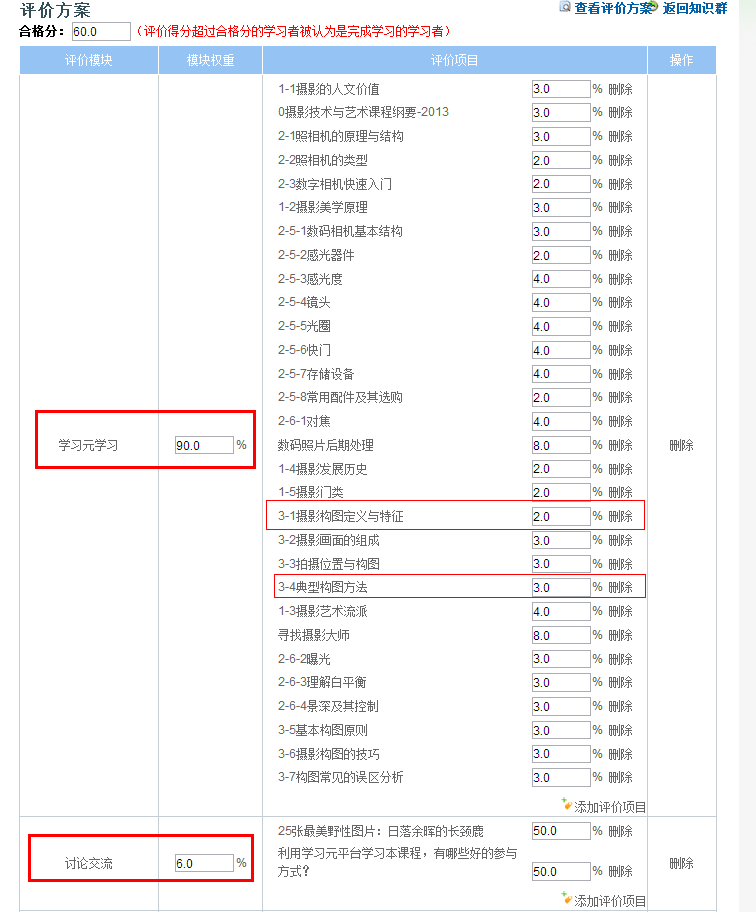 评价方案 查看评价方案 返回知识群
合格分: 60.0 (评价得分超过合格分的学习者被认为是完成学习的学习者)
评价模块 模块权重 评价项目 操作
1-1摄影的人文价值 3.0 % 删除
0摄影技术与艺术课程纲要-2013 3.0 % 删除
2-1照相机的原理与结构 3.0 % 删除
2-2照相机的类型 2.0 % 删除
2-3数字相机快速入门 2.0 % 删除
1-2摄影美学原理 3.0 % 删除
2-5-1数码相机基本结构 3.0 % 删除
2-5-2感光器件 2.0 % 删除
2-5-3感光度 4.0 % 删除
2-5-4镜头 4.0 % 删除
2-5-5光圈 4.0 % 删除
2-5-6快门 4.0 % 删除
2-5-7存储设备 4.0 % 删除
2-5-8常用配件及其选购 2.0 % 删除
2-6-1对焦 4.0 % 删除
学习元学习 90.0 % 数码照片后期处理 8.0 % 删除 删除
1-4摄影发展历史 2.0 % 删除
1-5摄影门类 2.0 % 删除
3-1摄影构图定义与特征 2.0 % 删除
3-2摄影画面的组成 3.0 % 删除
3-3拍摄位置与构图 3.0 % 删除
3-4典型构图方法 3.0 % 删除
1-3摄影艺术流派 4.0 % 删除
寻找摄影大师 8.0 % 删除
2-6-2曝光 3.0 % 删除
2-6-3理解白平衡 3.0 % 删除
2-6-4景深及其控制 3.0 % 删除
3-5基本构图原则 3.0 % 删除
3-6摄影构图的技巧 3.0 % 删除
3-7构图常见的误区分析 3.0 % 删除
添加评价项目
25张最美野性图片：日落余晖的长颈鹿 50.0 % 删除
讨论交流 6.0 % 利用学习元平台学习本课程，有哪些好的参与 删除
方式? 50.0 % 删除
添加评价项目